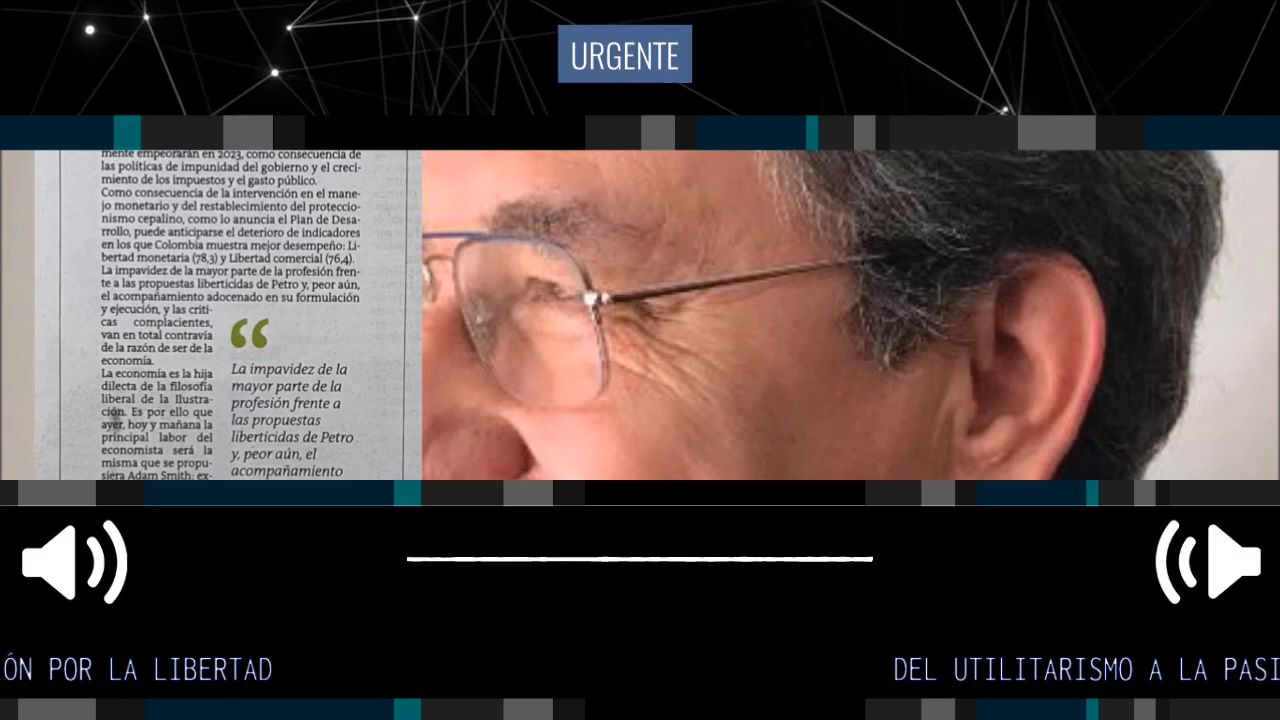 URGENTE
mente empeorarán en 2023, como consecuencia de
las políticas de impunidad del gobierno y el creci-
miento de los impuestos y el gasto público.
Como consecuencia de la intervención en el mane-
jo monetario y del restablecimiento del proteccio-
nismo cepalino, como lo anuncia el Plan de Desa-
rrollo, puede anticiparse el deterioro de indicadores
en los que Colombia muestra mejor desempeño: Li-
bertad monetaria (78,3) y Libertad comercial (76,4).
La impavidez de la mayor parte de la profesión fren-
te a las propuestas liberticidas de Petro y, peor aún,
el acompañamiento adocenado en su formulación
y ejecución, y las críti-
cas complacientes,
van en total contravía
de la razón de ser de la
economía.
La economía es la hija
dilecta de la filosofía
liberal de la Ilustra-
ción. Es por ello que
ayer, hoy y mañana la
principal labor del
economista será la
misma que se propu-
siera Adam Smith: ex-
“
La impavidez de la
mayor parte de la
profesión frente a
las propuestas
liberticidas de Petro
y, peor aún, el
acompañamiento
ÓN POR LA LIBERTAD
DEL UTILITARISMO A LA PASI